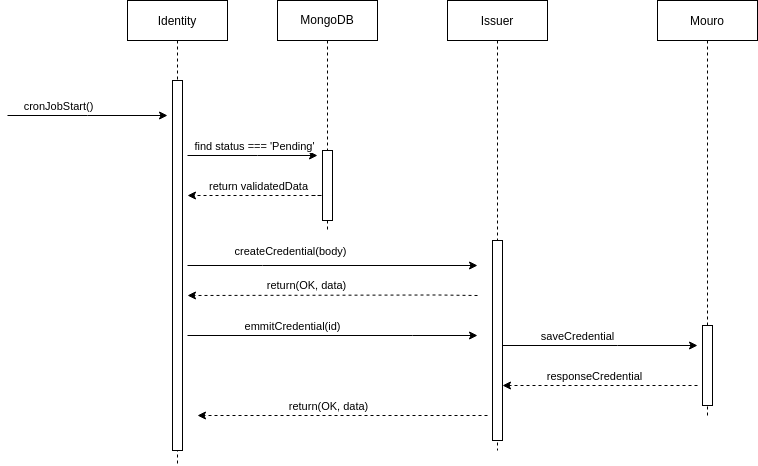 Identity
MongoDB
Issuer
Mouro
cronJobStart()
find status === 'Pending'
return validatedData
createCredential(body)
return(OK, data)
emmitCredential(id)
saveCredential
responseCredential
return(OK, data)